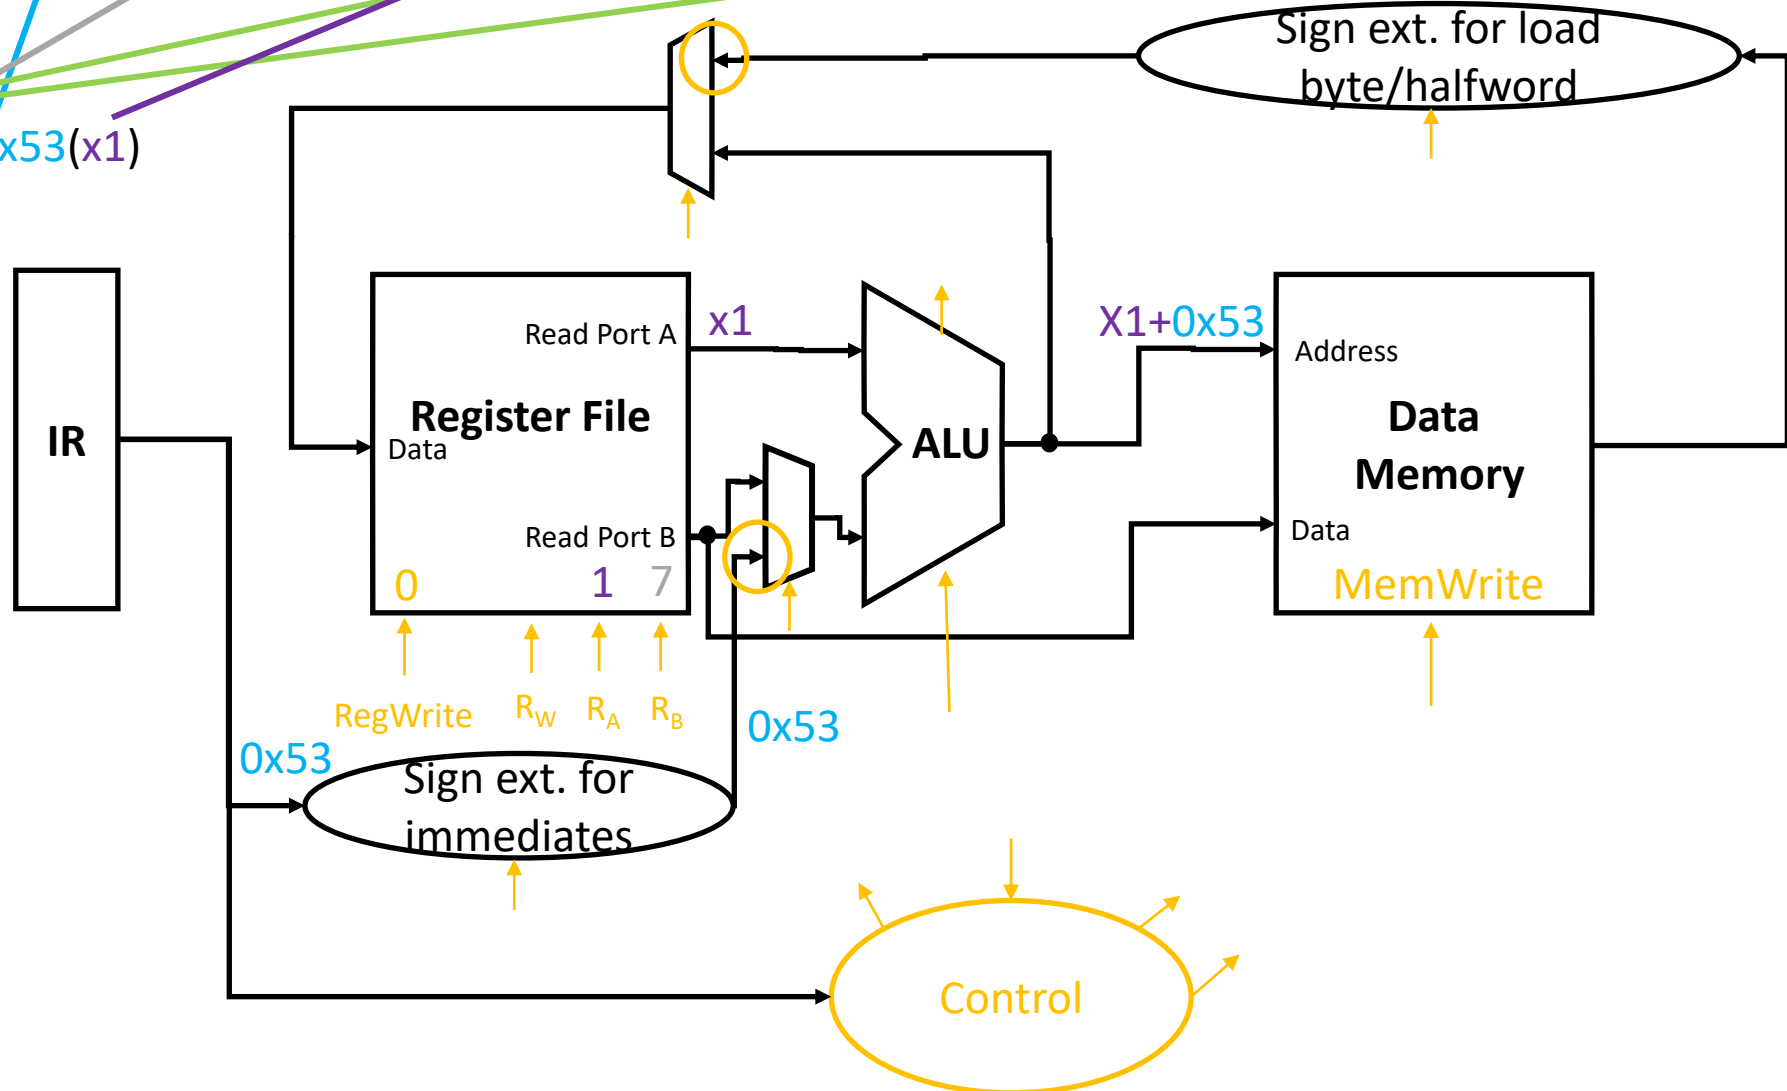 Sign ext. for load
byte/halfword
x53(x1)
x1
X1+0x53
Read Port A
Address
IR
Register File
Data
ALU
Data
Memory
Read Port B
Data
0
1
7
MemWrite
RegWrite
RW
RA
RB
0x53
0x53
Sign ext. for
immediates
Control